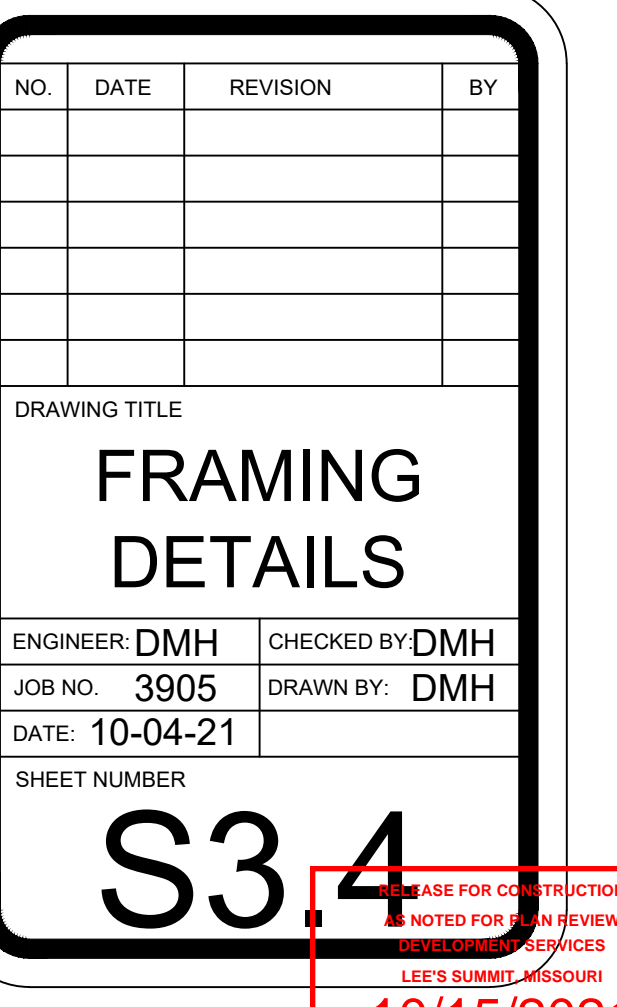 NO. DATE REVISION BY
DRAWING TITLE
FRAMING
DETAILS
ENGINEER: DMH CHECKED BY: DMH
JOB NO. 3905 DRAWN BY: DMH
DATE: 10-04-21
SHEET NUMBER
S3.4
RELEASE FOR CONSTRUCTION
AS NOTED FOR PLAN REVIEW
DEVELOPMENT SERVICES
LEE'S SUMMIT, MISSOURI